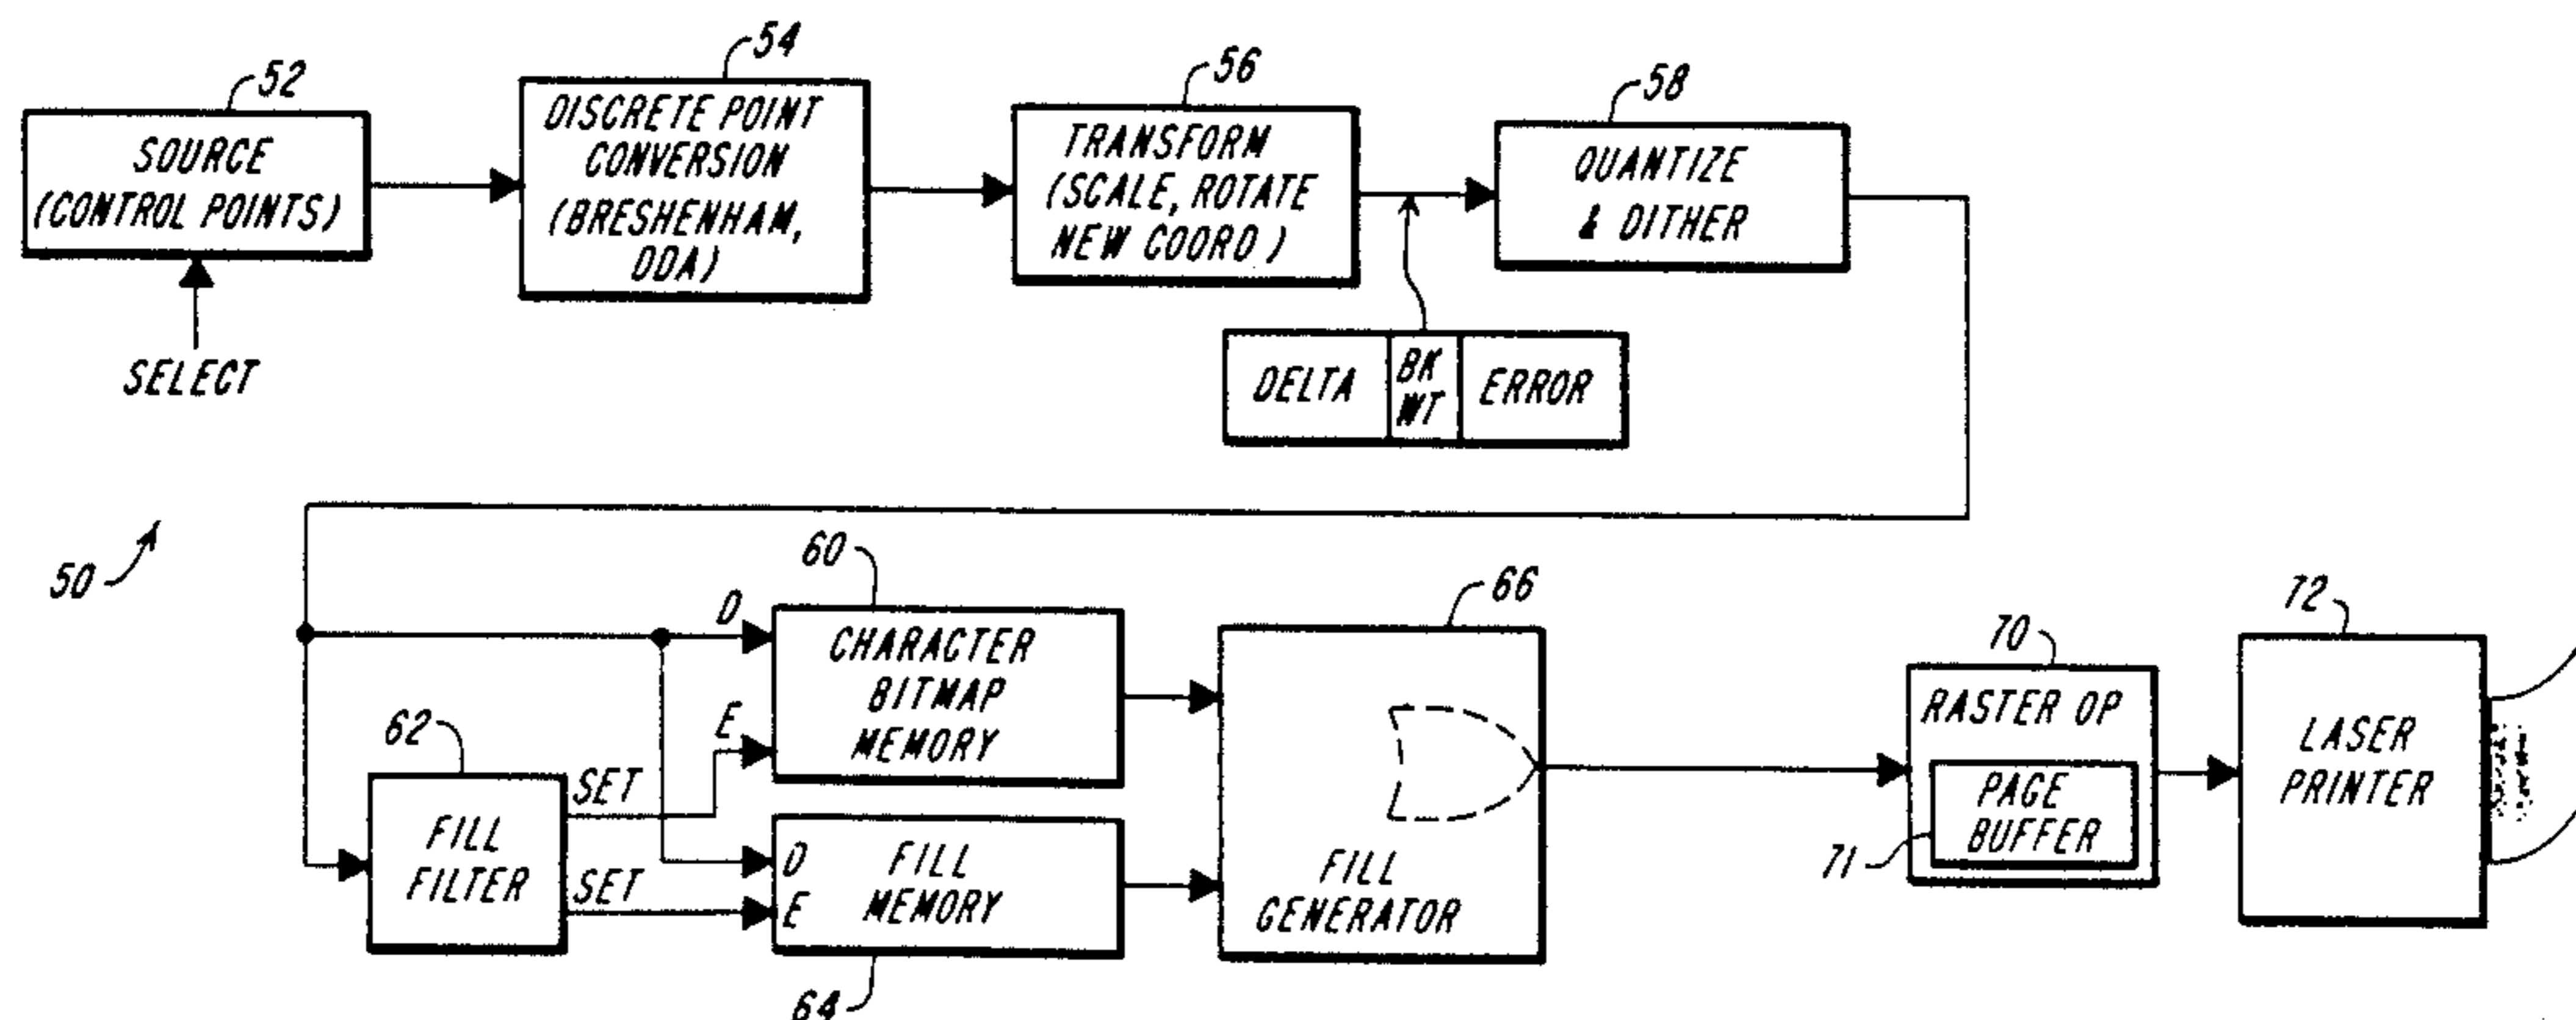 52
SOURCE
(CONTROL POINTS)
SELECT
54
DISCRETE POINT
CONVERSION
(BRESHENHAM,
DDA)
56
TRANSFORM
(SCALE, ROTATE
NEW COORD)
58
QUANTIZE
& DITHER
DELTA
BK
WT
ERROR
50
60
D
CHARACTER
BITMAP
MEMORY
E
62
FILL
FILTER
SET
SET
D
E
FILL
MEMORY
64
66
FILL
GENERATOR
70
RASTER OP
PAGE
BUFFER
71
72
LASER
PRINTER